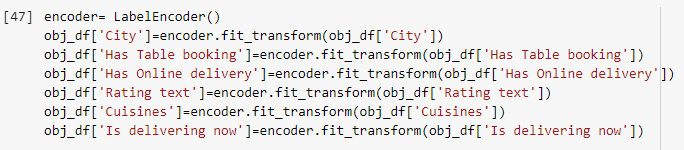 [47] encoder= LabelEncoder()
obj_df['City']=encoder.fit_transform(obj_df['City'])
obj_df['Has Table booking']=encoder.fit_transform(obj_df['Has Table booking'])
obj_df['Has Online delivery']=encoder.fit_transform(obj_df['Has Online delivery'])
obj_df['Rating text']=encoder.fit_transform(obj_df['Rating text'])
obj_df['Cuisines']=encoder.fit_transform(obj_df['Cuisines'])
obj_df['Is delivering now']=encoder.fit_transform(obj_df['Is delivering now'])